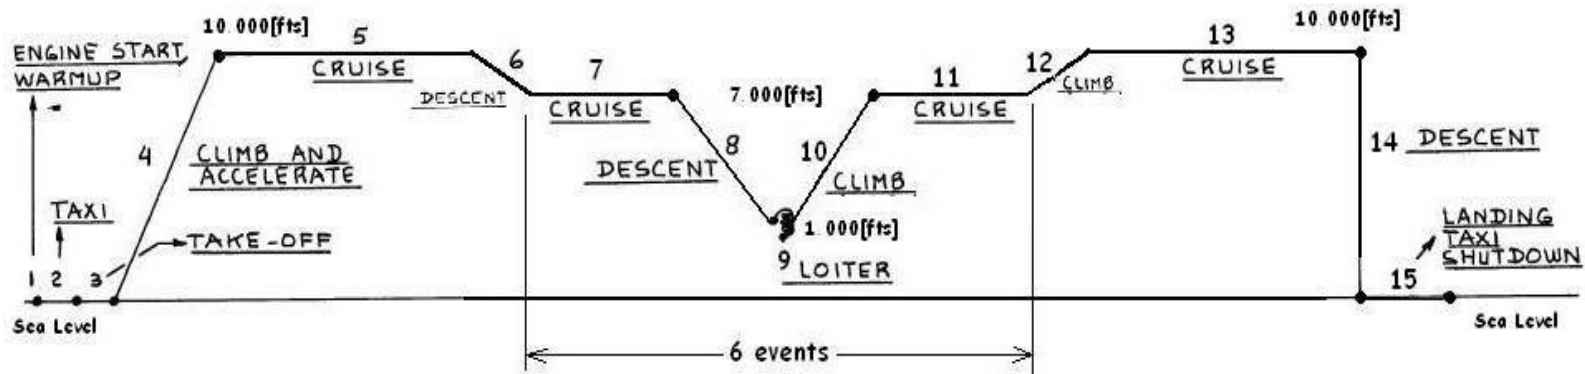 10.000[fts]
ENGINE START
WARMUP
5
CRUISE
6
DESCENT
7
CRUISE
7.000[fts]
11
CRUISE
12
CLIMB
13
CRUISE
10.000[fts]
4
CLIMB AND
ACCELERATE
8
DESCENT
10
CLIMB
14 DESCENT
TAXI
TAKE-OFF
1.000[fts]
9 LOITER
LANDING
TAXI
SHUTDOWN
1 2 3
15
Sea Level
Sea Level
6 events